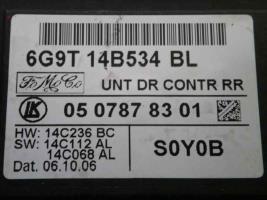 6G9T 14B534 BL
FoMoCo
UNT DR CONTR RR
05 0787 83 01
HW: 14C236 BC
SW: 14C112 AL
14C068 AL
Dat. 06.10.06
S0Y0B